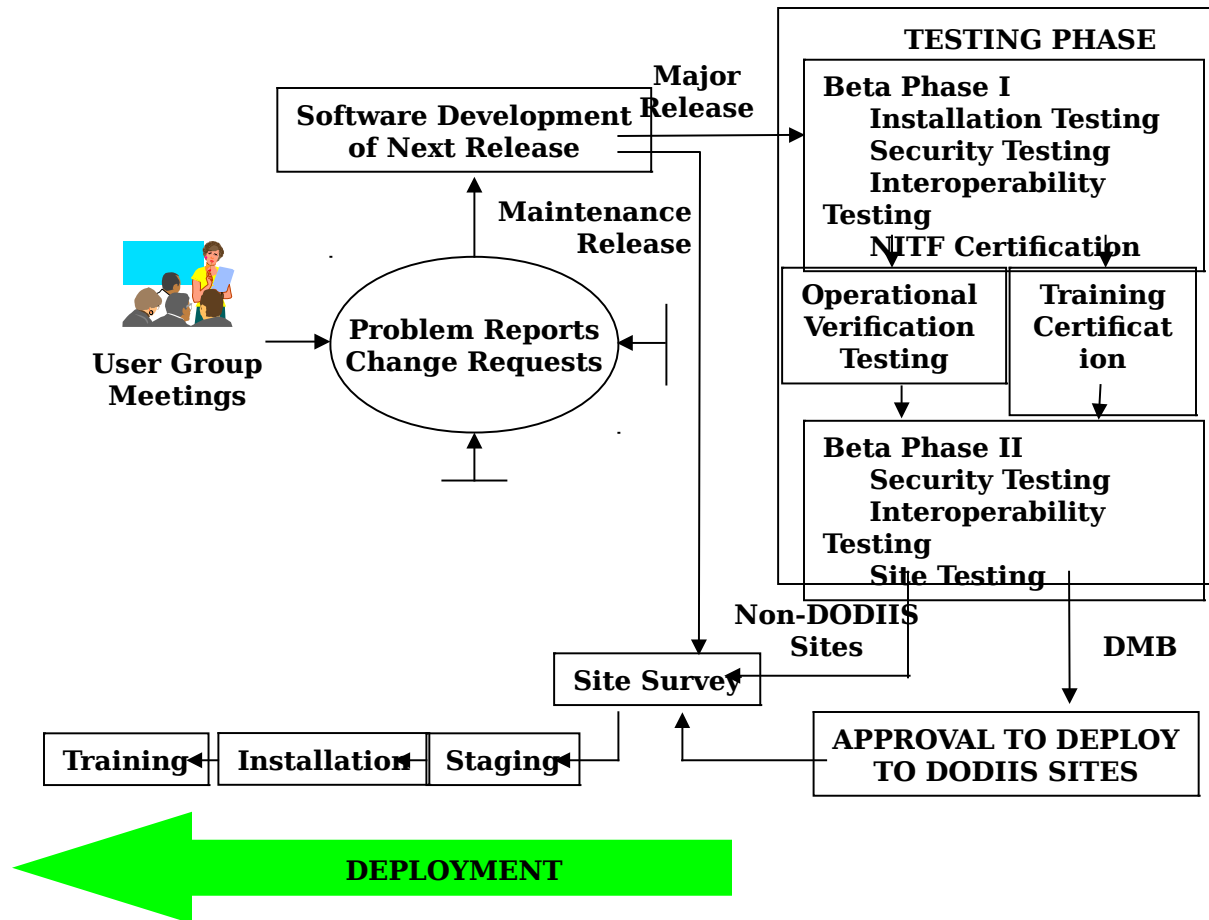 TESTING PHASE
Major
Release
Software Development
of Next Release
Beta Phase I
Installation Testing
Security Testing
Interoperability
Testing
NITF Certification
Maintenance
Release
Operational
Verification
Testing
Training
Certificat
ion
Problem Reports
Change Requests
User Group
Meetings
Beta Phase II
Security Testing
Interoperability
Testing
Site Testing
Non-DODIIS
Sites
DMB
Site Survey
APPROVAL TO DEPLOY
TO DODIIS SITES
Training
Installation
Staging
DEPLOYMENT